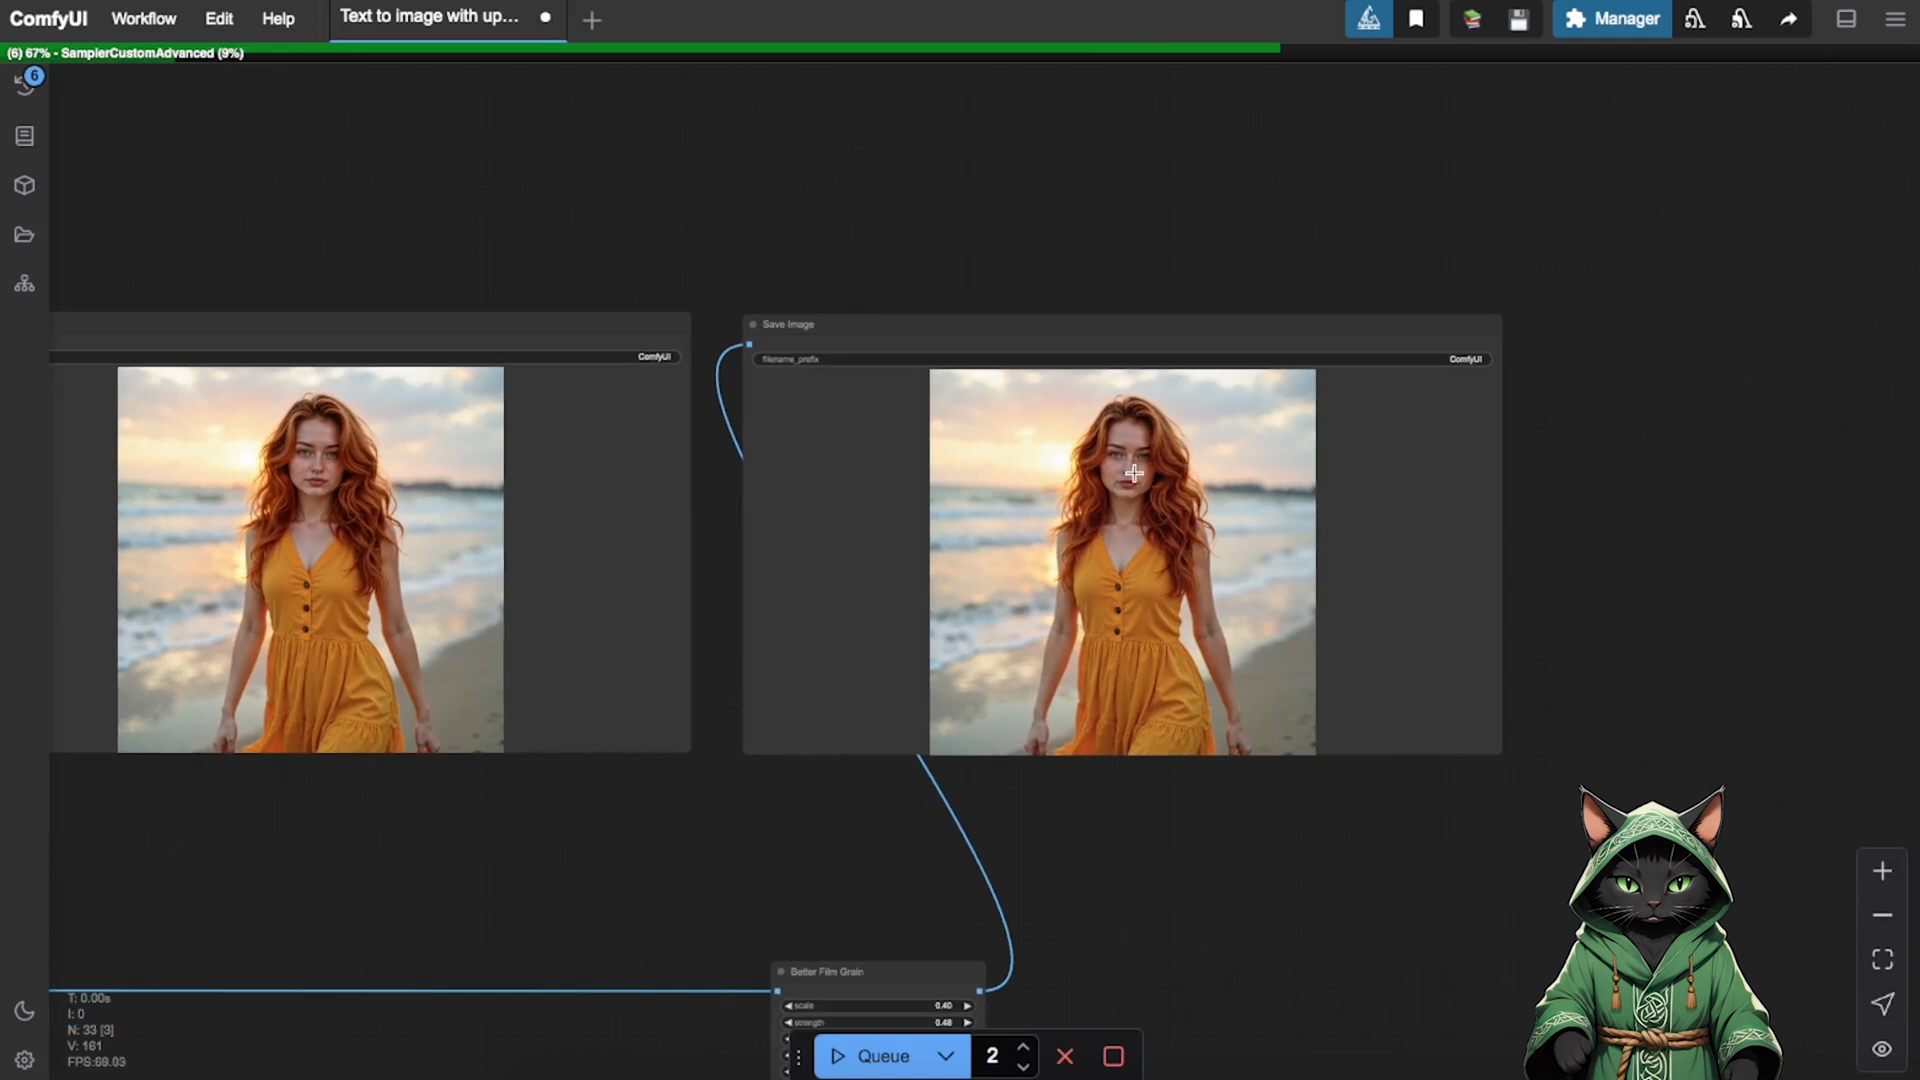 ComfyUI Workflow Edit Help Text to image with up...
Manager
(6) 67% - SamplerCustomAdvanced (9%)
6
Save Image
ComfyUI
filename_prefix ComfyUI
Better Film Grain
scale 0.40
strength 0.48
T: 0.00s
I: 0
N: 33 [3]
V: 161
FPS:69.03
Queue 2